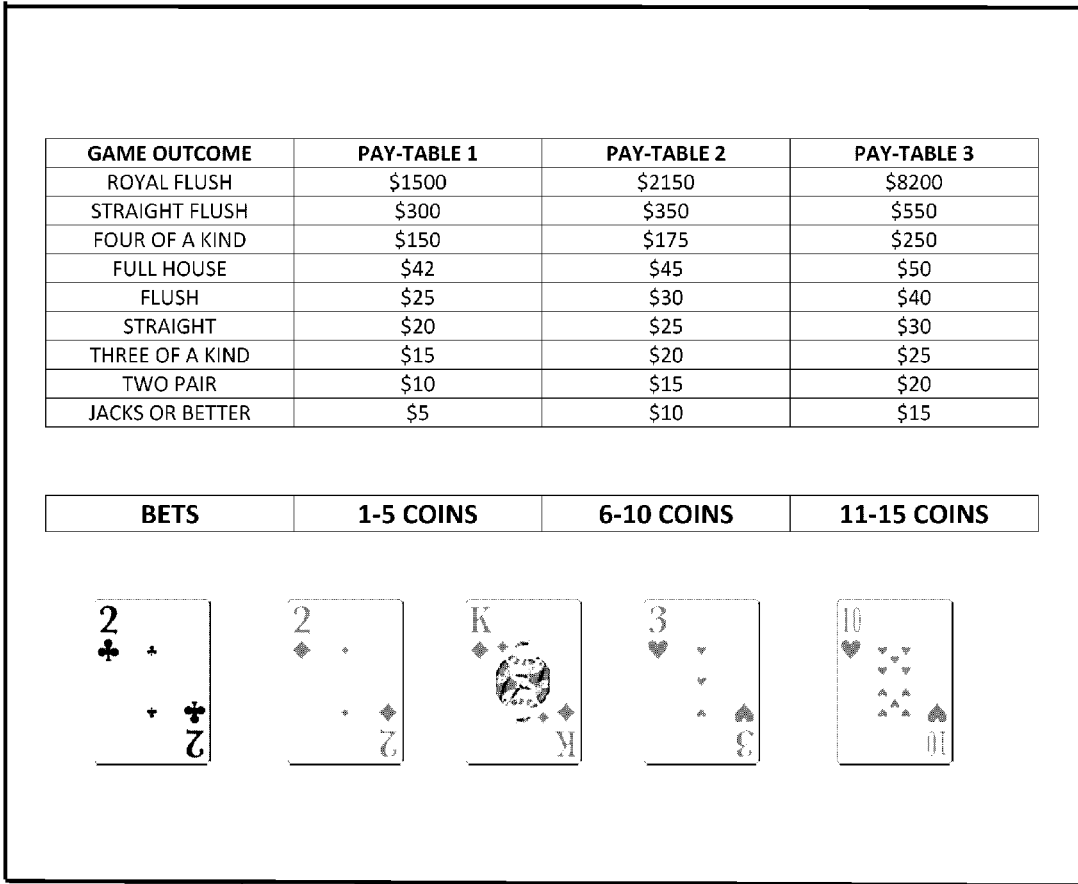 GAME OUTCOME PAY-TABLE 1 PAY-TABLE 2 PAY-TABLE 3
ROYAL FLUSH $1500 $2150 $8200
STRAIGHT FLUSH $300 $350 $550
FOUR OF A KIND $150 $175 $250
FULL HOUSE $42 $45 $50
FLUSH $25 $30 $40
STRAIGHT $20 $25 $30
THREE OF A KIND $15 $20 $25
TWO PAIR $10 $15 $20
JACKS OR BETTER $5 $10 $15
BETS 1-5 COINS 6-10 COINS 11-15 COINS
2 2 K 3 10
2 2 K 3 10